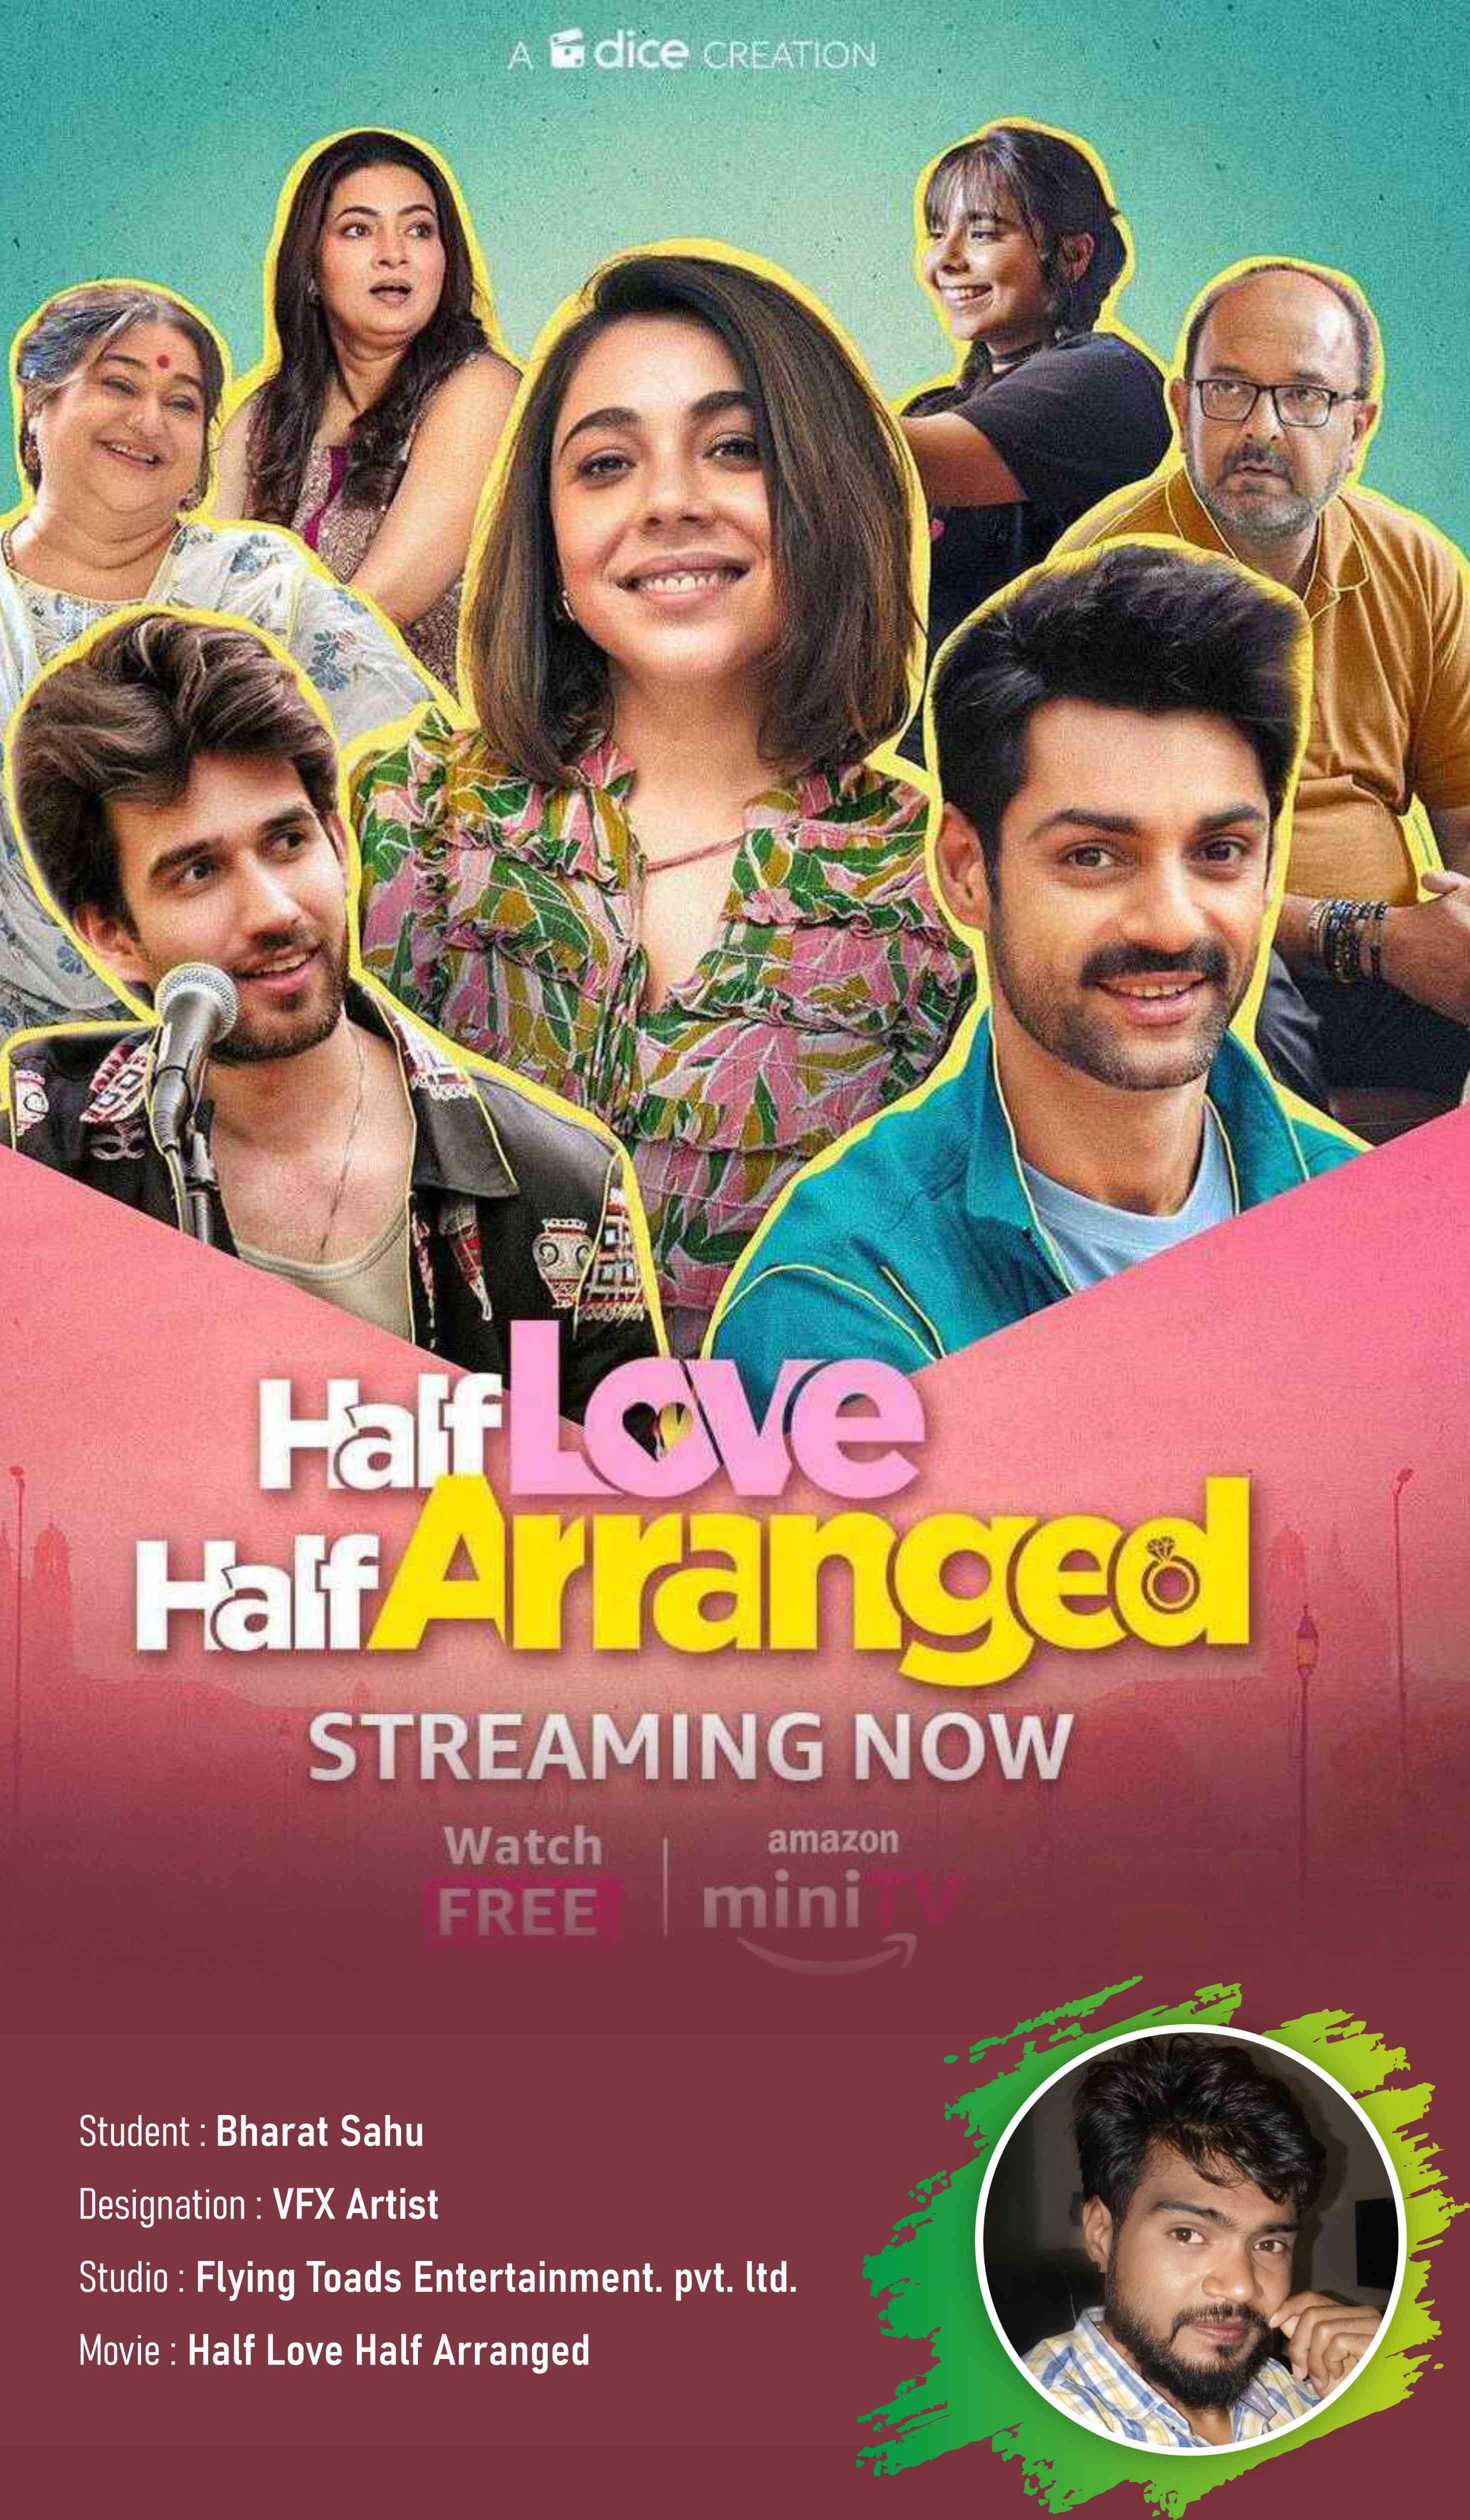 A dice CREATION
Half Love
Half Arranged
STREAMING NOW
Watch FREE
amazon miniTV
Student : Bharat Sahu
Designation : VFX Artist
Studio : Flying Toads Entertainment. pvt. ltd.
Movie : Half Love Half Arranged